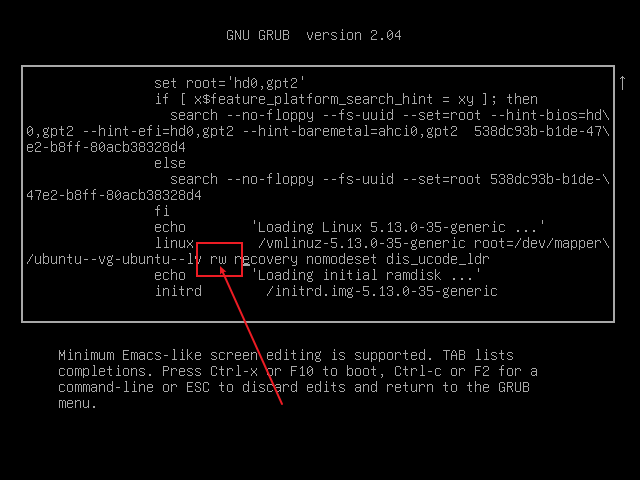 GNU GRUB version 2.04
↑
set root='hd0,gpt2'
if [ x$feature_platform_search_hint = xy ]; then
search --no-floppy --fs-uuid --set=root --hint-bios=hd\
0,gpt2 --hint-efi=hd0,gpt2 --hint-baremetal=ahci0,gpt2 538dc93b-b1de-47\
e2-b8ff-80acb38328d4
else
search --no-floppy --fs-uuid --set=root 538dc93b-b1de-\
47e2-b8ff-80acb38328d4
fi
echo 'Loading Linux 5.13.0-35-generic ...'
linux /vmlinuz-5.13.0-35-generic root=/dev/mapper\
/ubuntu--vg-ubuntu--lv rw recovery nomodeset dis_ucode_ldr
echo 'Loading initial ramdisk ...'
initrd /initrd.img-5.13.0-35-generic
Minimum Emacs-like screen editing is supported. TAB lists
completions. Press Ctrl-x or F10 to boot, Ctrl-c or F2 for a
command-line or ESC to discard edits and return to the GRUB
menu.